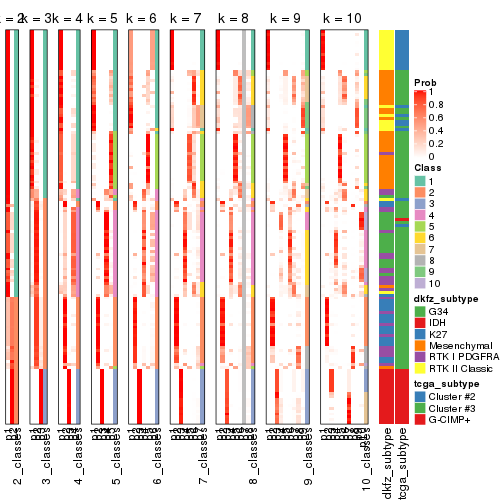 k = 2 k = 3 k = 4 k = 5 k = 6 k = 7 k = 8 k = 9 k = 10
Prob
1
0.8
0.6
0.4
0.2
0
Class
1
2
3
4
5
6
7
8
9
10
dkfz_subtype
G34
IDH
K27
Mesenchymal
RTK I PDGFRA
RTK II Classic
tcga_subtype
Cluster #2
Cluster #3
G-CIMP+
2_classes
3_classes
4_classes
5_classes
6_classes
7_classes
8_classes
9_classes
10_classes
dkfz_subtype
tcga_subtype